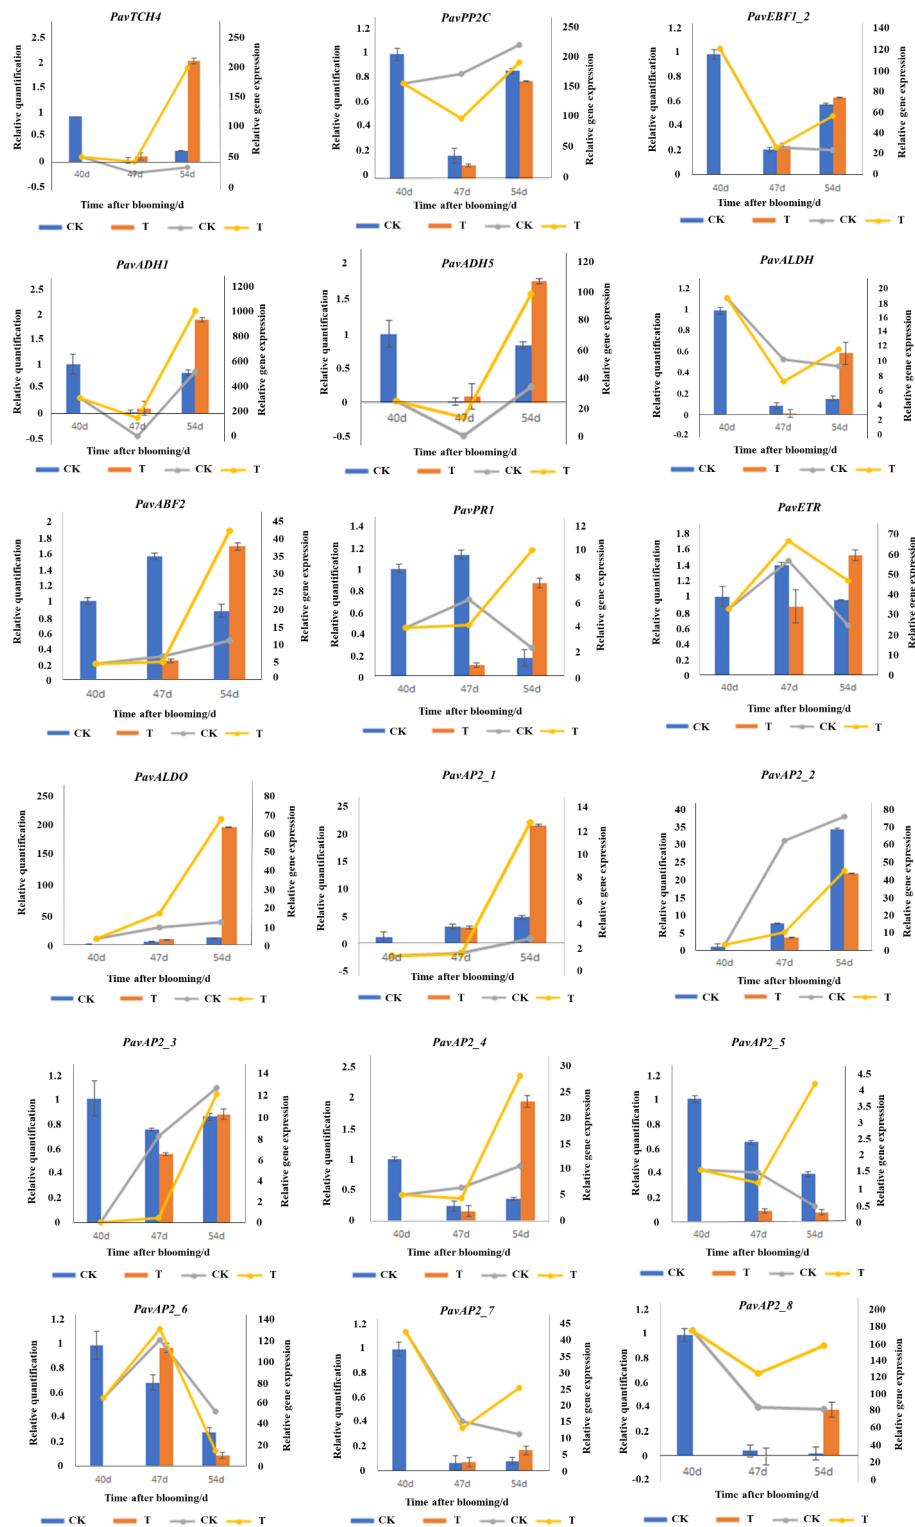 PavTCH4
Relative quantification
2.5
2
1.5
1
0.5
0
-0.5
250
200
150
100
50
0
Relative gene expression
40d 47d 54d
Time after blooming/d
CK T CK T
PavPP2C
Relative quantification
1.2
1
0.8
0.6
0.4
0.2
0
250
200
150
100
50
0
Relative gene expression
40d 47d 54d
Time after blooming/d
CK T CK T
PavEBF1_2
Relative quantification
1.2
1
0.8
0.6
0.4
0.2
0
140
120
100
80
60
40
20
0
Relative gene expression
40d 47d 54d
Time after blooming/d
CK T CK T
PavADH1
Relative quantification
2.5
2
1.5
1
0.5
0
-0.5
1200
1000
800
600
400
200
0
Relative gene expression
40d 47d 54d
Time after blooming/d
CK T CK T
PavADH5
Relative quantification
2
1.5
1
0.5
0
-0.5
120
100
80
60
40
20
0
Relative gene expression
40d 47d 54d
Time after blooming/d
CK T CK T
PavALDH
Relative quantification
1.2
1
0.8
0.6
0.4
0.2
0
-0.2
20
18
16
14
12
10
8
6
4
2
0
Relative gene expression
40d 47d 54d
Time after blooming/d
CK T CK T
PavABF2
Relative quantification
2
1.8
1.6
1.4
1.2
1
0.8
0.6
0.4
0.2
0
45
40
35
30
25
20
15
10
5
0
Relative gene expression
40d 47d 54d
Time after blooming/d
CK T CK T
PavPR1
Relative quantification
1.4
1.2
1
0.8
0.6
0.4
0.2
0
12
10
8
6
4
2
0
Relative gene expression
40d 47d 54d
Time after blooming/d
CK T CK T
PavETR
Relative quantification
1.8
1.6
1.4
1.2
1
0.8
0.6
0.4
0.2
0
70
60
50
40
30
20
10
0
Relative gene expression
40d 47d 54d
Time after blooming/d
CK T CK T
PavALDO
Relative quantification
250
200
150
100
50
0
80
70
60
50
40
30
20
10
0
Relative gene expression
40d 47d 54d
Time after blooming/d
CK T CK T
PavAP2_1
Relative quantification
25
20
15
10
5
0
-5
14
12
10
8
6
4
2
0
Relative gene expression
40d 47d 54d
Time after blooming/d
CK T CK T
PavAP2_2
Relative quantification
40
35
30
25
20
15
10
5
0
80
70
60
50
40
30
20
10
0
Relative gene expression
40d 47d 54d
Time after blooming/d
CK T CK T
PavAP2_3
Relative quantification
1.2
1
0.8
0.6
0.4
0.2
0
14
12
10
8
6
4
2
0
Relative gene expression
40d 47d 54d
Time after blooming/d
CK T CK T
PavAP2_4
Relative quantification
2.5
2
1.5
1
0.5
0
30
25
20
15
10
5
0
Relative gene expression
40d 47d 54d
Time after blooming/d
CK T CK T
PavAP2_5
Relative quantification
1.2
1
0.8
0.6
0.4
0.2
0
4.5
4
3.5
3
2.5
2
1.5
1
0.5
0
Relative gene expression
40d 47d 54d
Time after blooming/d
CK T CK T
PavAP2_6
Relative quantification
1.2
1
0.8
0.6
0.4
0.2
0
140
120
100
80
60
40
20
0
Relative gene expression
40d 47d 54d
Time after blooming/d
CK T CK T
PavAP2_7
Relative quantification
1.2
1
0.8
0.6
0.4
0.2
0
45
40
35
30
25
20
15
10
5
0
Relative gene expression
40d 47d 54d
Time after blooming/d
CK T CK T
PavAP2_8
Relative quantification
1.2
1
0.8
0.6
0.4
0.2
0
-0.2
200
180
160
140
120
100
80
60
40
20
0
Relative gene expression
40d 47d 54d
Time after blooming/d
CK T CK T